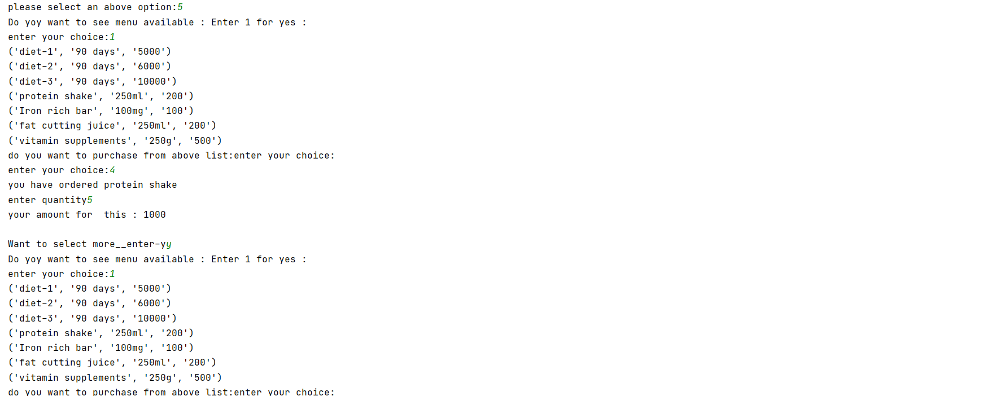 please select an above option:5
Do yoy want to see menu available : Enter 1 for yes :
enter your choice:1
('diet-1', '90 days', '5000')
('diet-2', '90 days', '6000')
('diet-3', '90 days', '10000')
('protein shake', '250ml', '200')
('Iron rich bar', '100mg', '100')
('fat cutting juice', '250ml', '200')
('vitamin supplements', '250g', '500')
do you want to purchase from above list:enter your choice:
enter your choice:4
you have ordered protein shake
enter quantity5
your amount for  this : 1000
Want to select more__enter-yy
Do yoy want to see menu available : Enter 1 for yes :
enter your choice:1
('diet-1', '90 days', '5000')
('diet-2', '90 days', '6000')
('diet-3', '90 days', '10000')
('protein shake', '250ml', '200')
('Iron rich bar', '100mg', '100')
('fat cutting juice', '250ml', '200')
('vitamin supplements', '250g', '500')
do you want to purchase from above list:enter your choice: